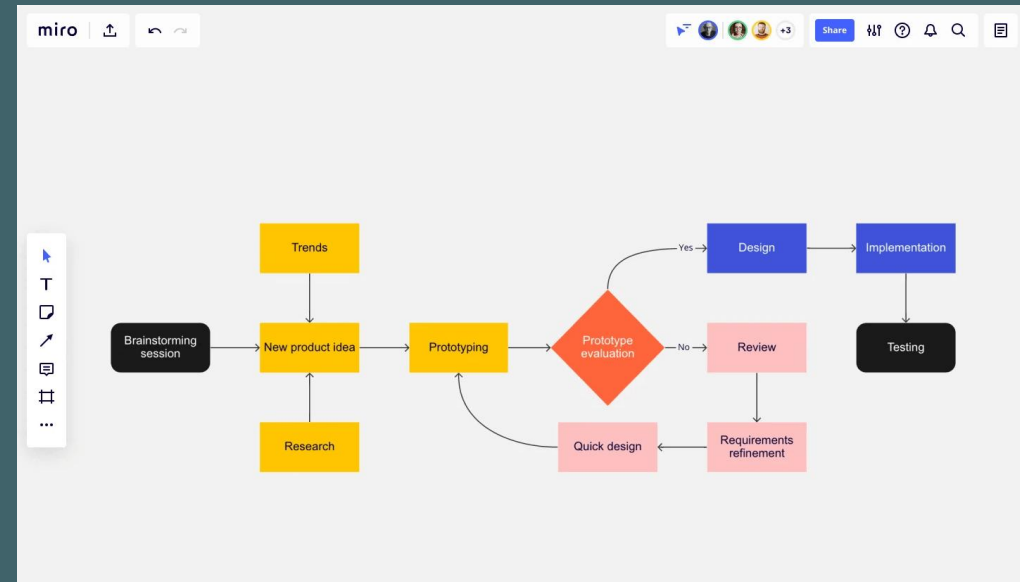 miro
+3
Share
Trends
Yes
Design
Implementation
Brainstorming
session
New product idea
Prototyping
Prototype
evaluation
No
Review
Testing
Research
Quick design
Requirements
refinement